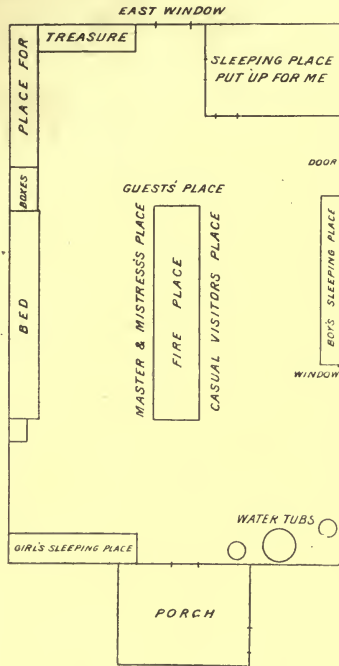 EAST WINDOW
PLACE FOR
TREASURE
SLEEPING PLACE
PUT UP FOR ME
DOOR
BOXES
GUESTS' PLACE
BED
MASTER & MISTRESS'S PLACE
FIRE PLACE
CASUAL VISITORS PLACE
BOY'S SLEEPING PLACE
WINDOW
WATER TUBS
GIRL'S SLEEPING PLACE
PORCH